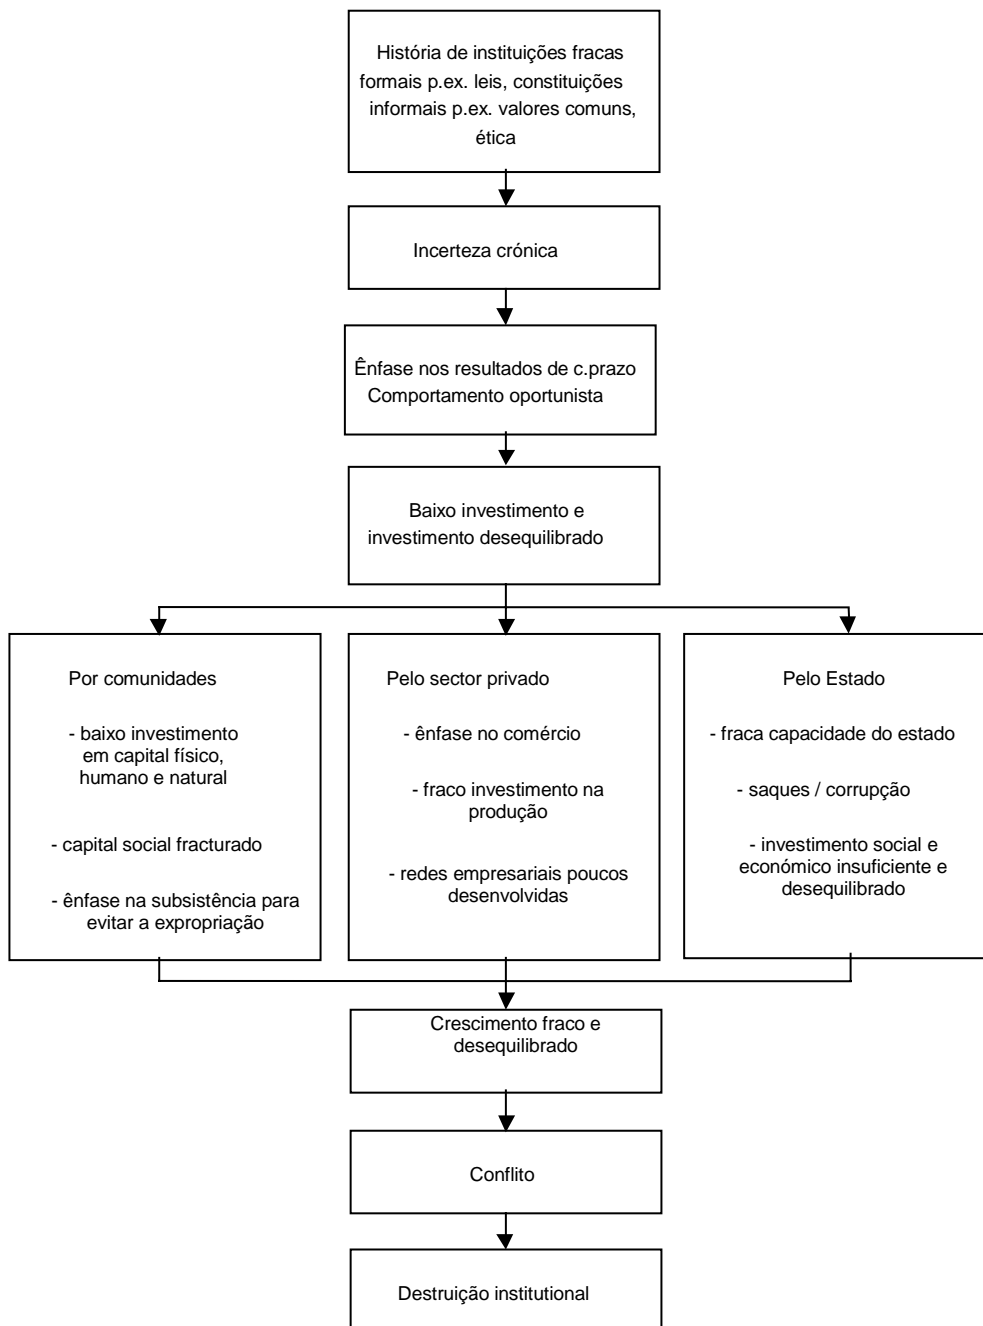 História de instituições fracas
formais p.ex. leis, constituições
informais p.ex. valores comuns,
ética
Incerteza crónica
Ênfase nos resultados de c.prazo
Comportamento oportunista
Baixo investimento e
investimento desequilibrado
Por comunidades
- baixo investimento
em capital físico,
humano e natural
- capital social fracturado
- ênfase na subsistência para
evitar a expropriação
Pelo sector privado
- ênfase no comércio
- fraco investimento na
produção
- redes empresariais poucos
desenvolvidas
Pelo Estado
- fraca capacidade do estado
- saques / corrupção
- investimento social e
económico insuficiente e
desequilibrado
Crescimento fraco e
desequilibrado
Conflito
Destruição institutional